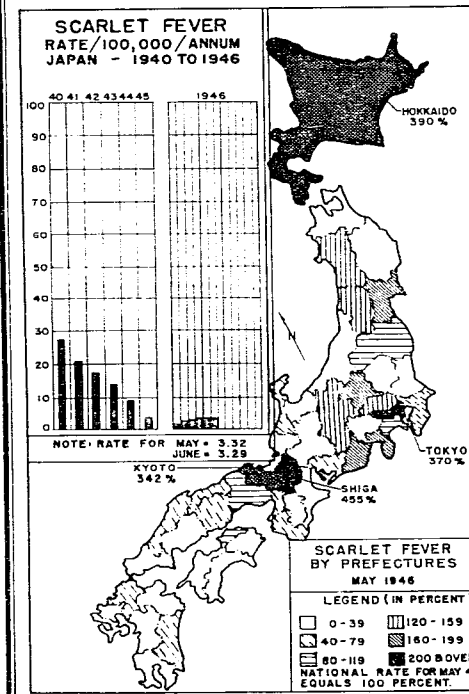 SCARLET FEVER
RATE/100,000/ANNUM
JAPAN - 1940 TO 1946
40 41 42 43 44 45
1946
100
90
80
70
60
50
40
30
20
10
0
NOTE: RATE FOR MAY = 3.32
JUNE = 3.29
HOKKAIDO
390 %
N
TOKYO
370%
KYOTO
342 %
SHIGA
455%
SCARLET FEVER
BY PREFECTURES
MAY 1946
LEGEND (IN PERCENT
0-39
120-159
40-79
160-199
80-119
200 & OVER
NATIONAL RATE FOR MAY 4
EQUALS 100 PERCENT.